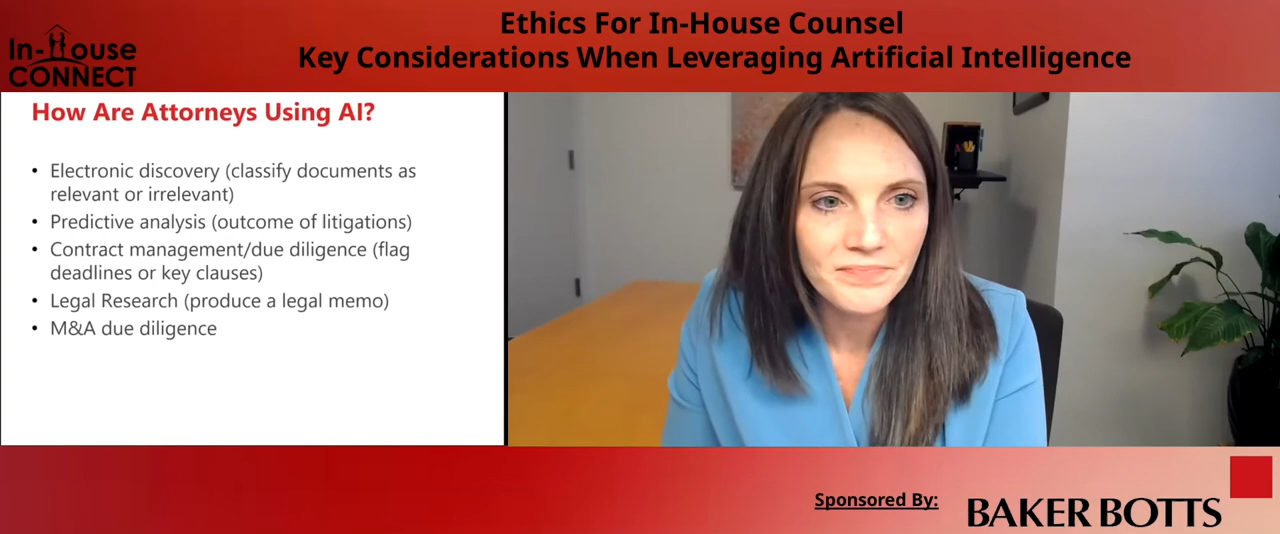 Ethics For In-House Counsel
Key Considerations When Leveraging Artificial Intelligence
In-House
CONNECT
How Are Attorneys Using AI?
• Electronic discovery (classify documents as
relevant or irrelevant)
• Predictive analysis (outcome of litigations)
• Contract management/due diligence (flag
deadlines or key clauses)
• Legal Research (produce a legal memo)
• M&A due diligence
Sponsored By:
BAKER BOTTS